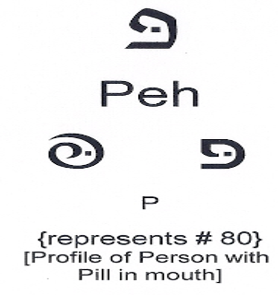 פּ
Peh
פּ פּ
P
{represents # 80}
[Profile of Person with
Pill in mouth]